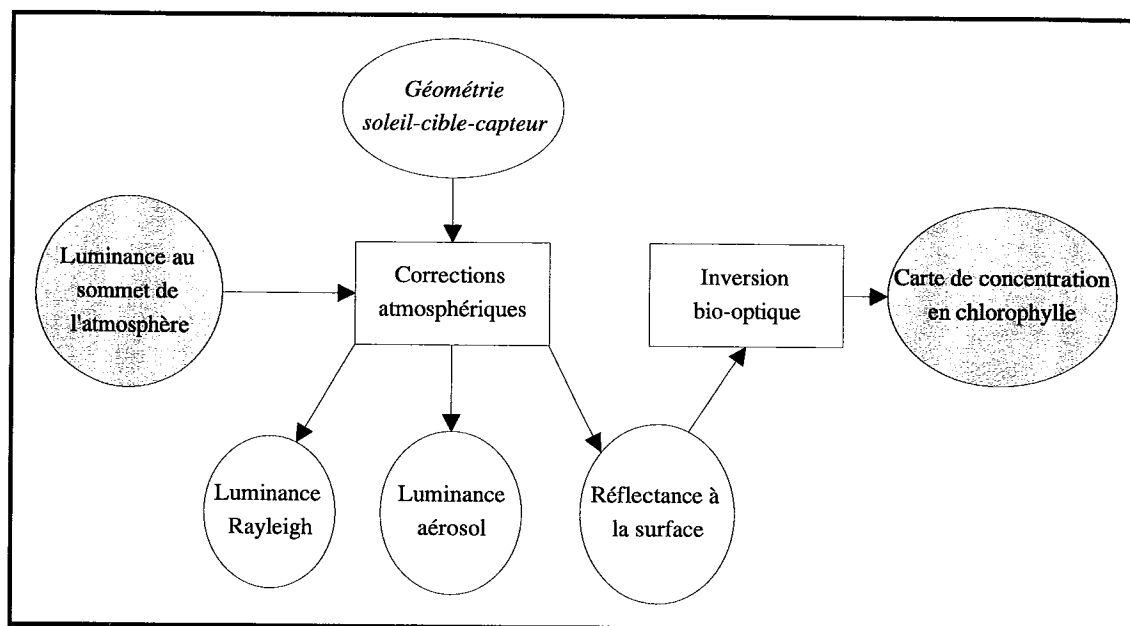 Géométrie
soleil-cible-capteur
Luminance au
sommet de
l'atmosphère
Corrections
atmosphériques
Inversion
bio-optique
Carte de concentration
en chlorophylle
Luminance
Rayleigh
Luminance
aérosol
Réflectance à
la surface